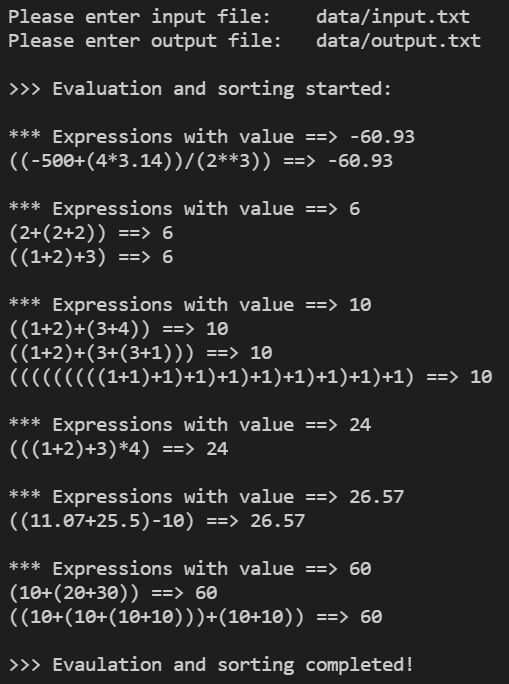 Please enter input file:    data/input.txt
Please enter output file:   data/output.txt
>>> Evaluation and sorting started:
*** Expressions with value ==> -60.93
((-500+(4*3.14))/(2**3)) ==> -60.93
*** Expressions with value ==> 6
(2+(2+2)) ==> 6
((1+2)+3) ==> 6
*** Expressions with value ==> 10
((1+2)+(3+4)) ==> 10
((1+2)+(3+(3+1))) ==> 10
(((((((((1+1)+1)+1)+1)+1)+1)+1)+1)+1) ==> 10
*** Expressions with value ==> 24
(((1+2)+3)*4) ==> 24
*** Expressions with value ==> 26.57
((11.07+25.5)-10) ==> 26.57
*** Expressions with value ==> 60
(10+(20+30)) ==> 60
((10+(10+(10+10)))+(10+10)) ==> 60
>>> Evaulation and sorting completed!